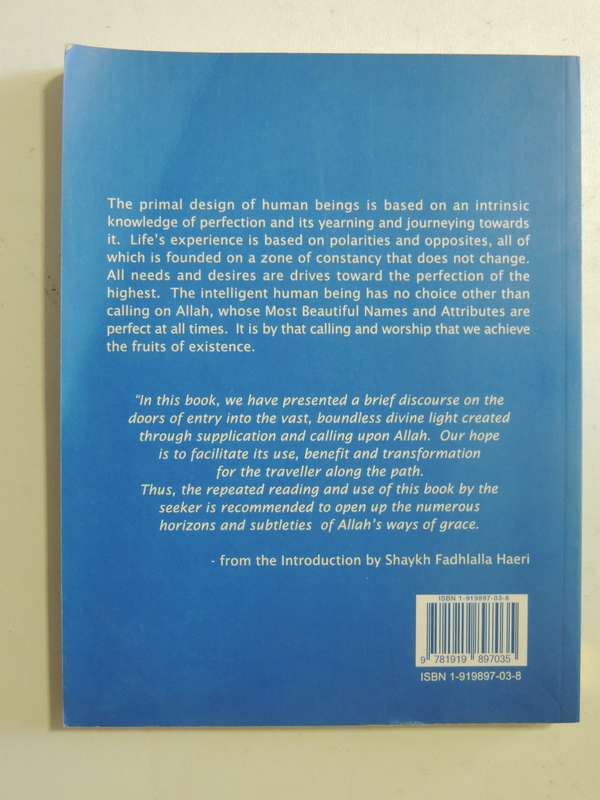 The primal design of human beings is based on an intrinsic
knowledge of perfection and its yearning and journeying towards
it.  Life's experience is based on polarities and opposites, all of
which is founded on a zone of constancy that does not change.
All needs and desires are drives toward the perfection of the
highest.  The intelligent human being has no choice other than
calling on Allah, whose Most Beautiful Names and Attributes are
perfect at all times.  It is by that calling and worship that we achieve
the fruits of existence.
"In this book, we have presented a brief discourse on the
doors of entry into the vast, boundless divine light created
through supplication and calling upon Allah.  Our hope
is to facilitate its use, benefit and transformation
for the traveller along the path.
Thus, the repeated reading and use of this book by the
seeker is recommended to open up the numerous
horizons and subtleties  of Allah's ways of grace.
- from the Introduction by Shaykh Fadhlalla Haeri
ISBN 1-919897-03-8
9 781919 897035
ISBN 1-919897-03-8